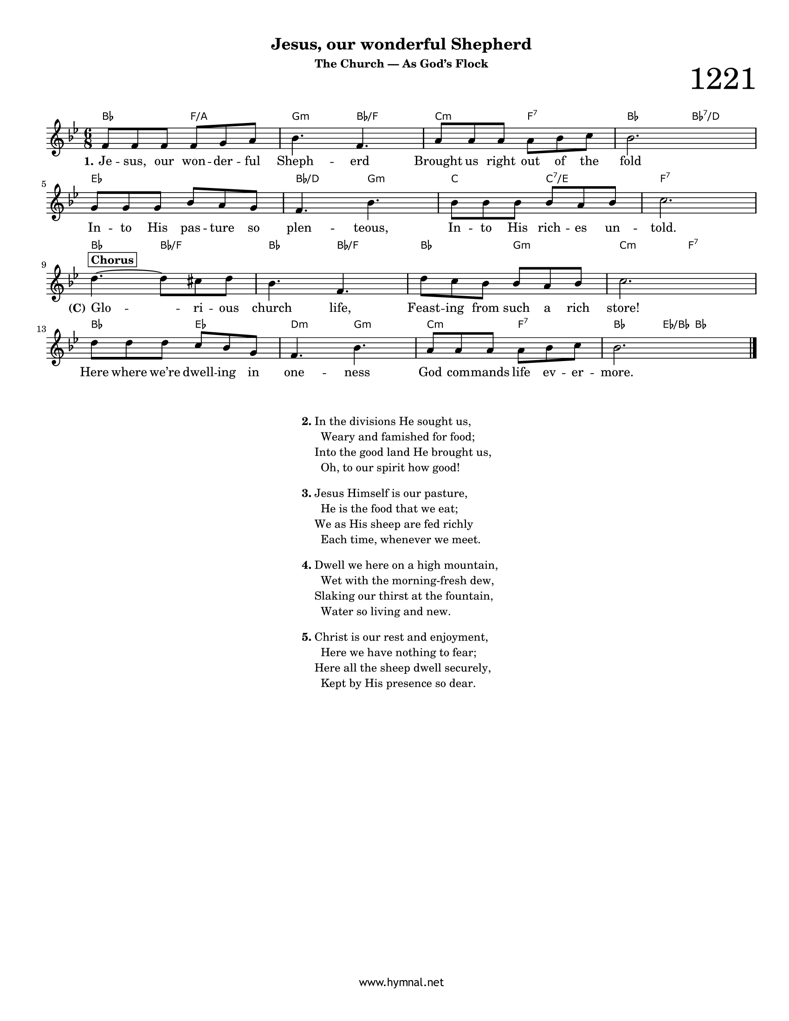 Jesus, our wonderful Shepherd
The Church — As God's Flock
1221
B♭ F/A Gm B♭/F Cm F7 B♭ B♭7/D
6
8
1. Je - sus, our won - der - ful Sheph - erd Brought us right out of the fold
E♭ B♭/D Gm C C7/E F7
5
In - to His pas - ture so plen - teous, In - to His rich - es un - told.
B♭ B♭/F B♭ B♭/F B♭ Gm Cm F7
Chorus
9
(C) Glo - - ri - ous church life, Feast-ing from such a rich store!
B♭ E♭ Dm Gm Cm F7 B♭ E♭/B♭ B♭
13
Here where we're dwell-ing in one - ness God commands life ev - er - more.
2. In the divisions He sought us,
Weary and famished for food;
Into the good land He brought us,
Oh, to our spirit how good!
3. Jesus Himself is our pasture,
He is the food that we eat;
We as His sheep are fed richly
Each time, whenever we meet.
4. Dwell we here on a high mountain,
Wet with the morning-fresh dew,
Slaking our thirst at the fountain,
Water so living and new.
5. Christ is our rest and enjoyment,
Here we have nothing to fear;
Here all the sheep dwell securely,
Kept by His presence so dear.
www.hymnal.net